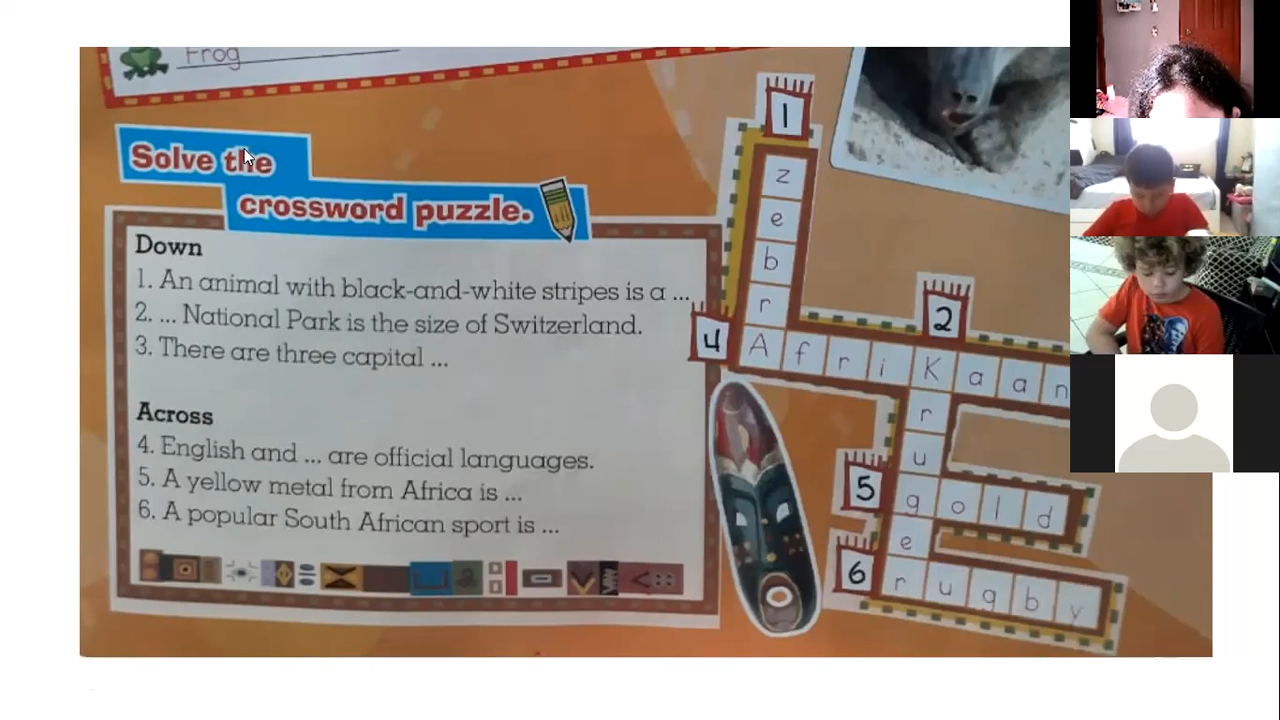 Frog
Solve the
crossword puzzle.
Down
1. An animal with black-and-white stripes is a ...
2. ... National Park is the size of Switzerland.
3. There are three capital ...
Across
4. English and ... are official languages.
5. A yellow metal from Africa is ...
6. A popular South African sport is ...
1
z
e
b
r
4 A f r i K a a n
2
r
u
5 g o l d
e
6 r u g b y